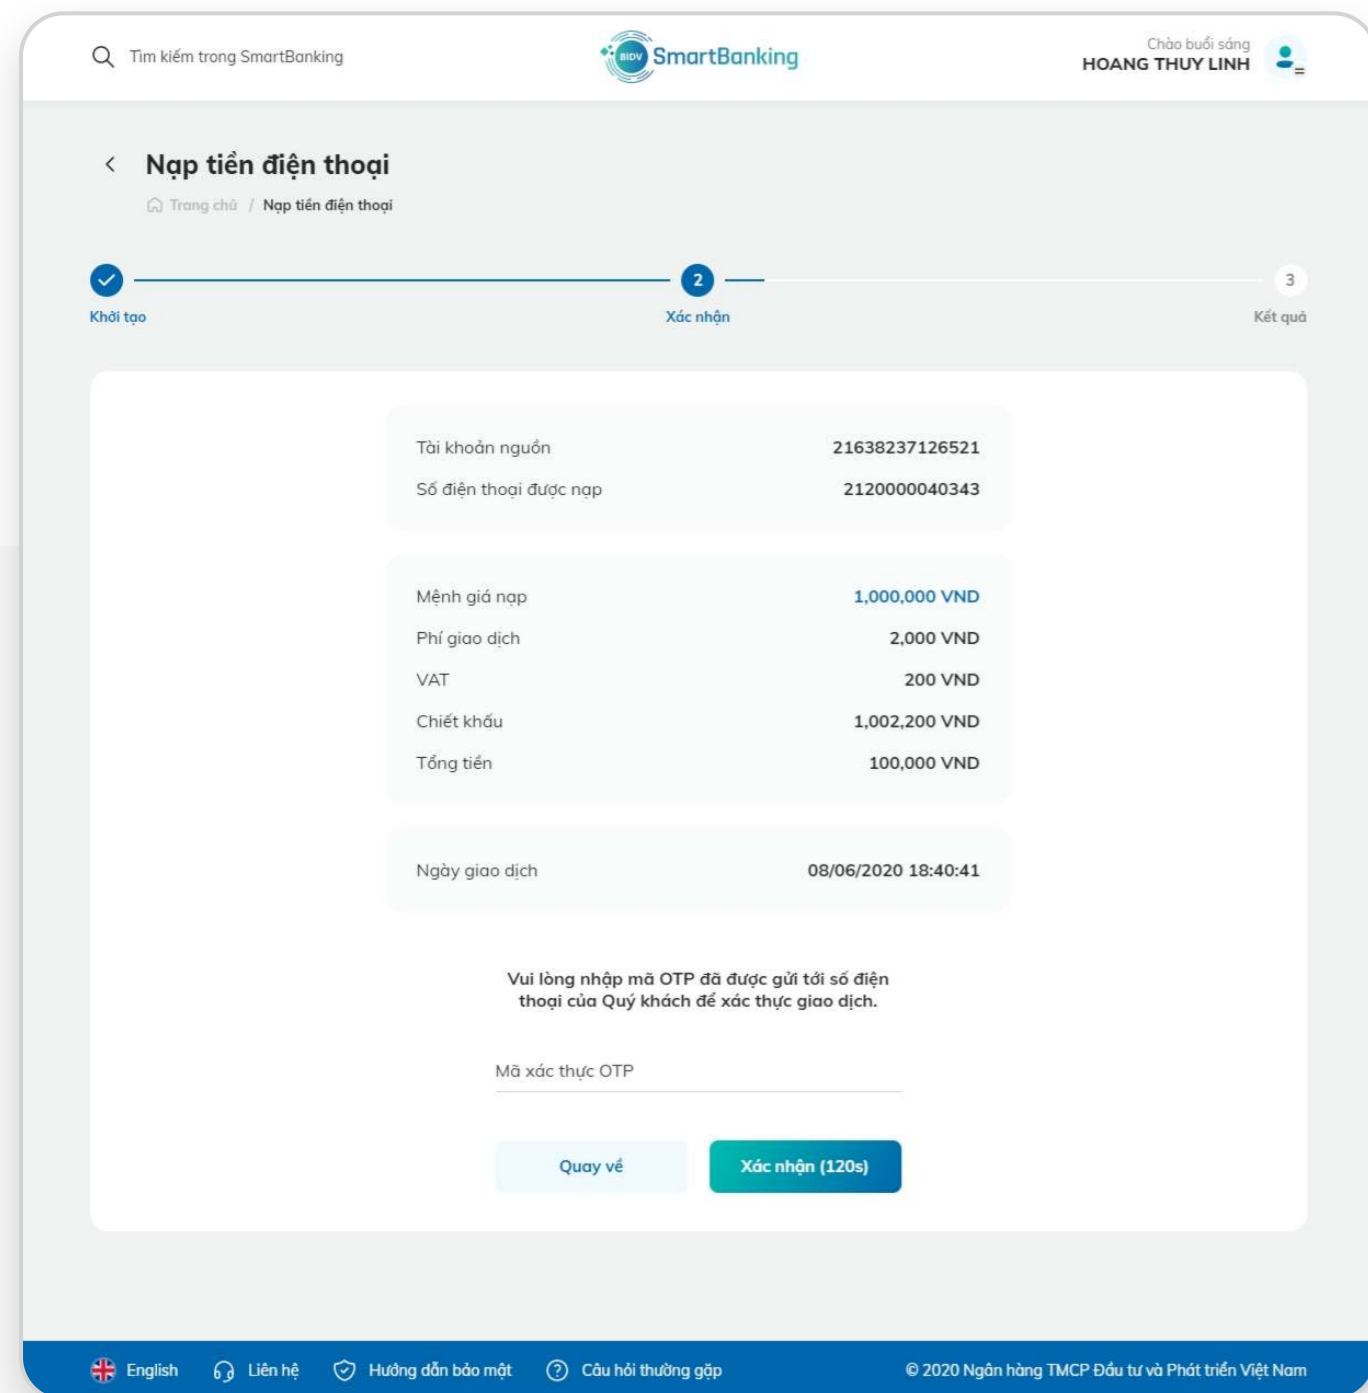 Tìm kiếm trong SmartBanking
BIDV SmartBanking
Chào buổi sáng
HOANG THUY LINH
Nạp tiền điện thoại
Trang chủ / Nạp tiền điện thoại
2
3
Khởi tạo
Xác nhận
Kết quả
Tài khoản nguồn 21638237126521
Số điện thoại được nạp 2120000040343
Mệnh giá nạp 1,000,000 VND
Phí giao dịch 2,000 VND
VAT 200 VND
Chiết khấu 1,002,200 VND
Tổng tiền 100,000 VND
Ngày giao dịch 08/06/2020 18:40:41
Vui lòng nhập mã OTP đã được gửi tới số điện
thoại của Quý khách để xác thực giao dịch.
Mã xác thực OTP
Quay về
Xác nhận (120s)
English Liên hệ Hướng dẫn bảo mật Câu hỏi thường gặp © 2020 Ngân hàng TMCP Đầu tư và Phát triển Việt Nam